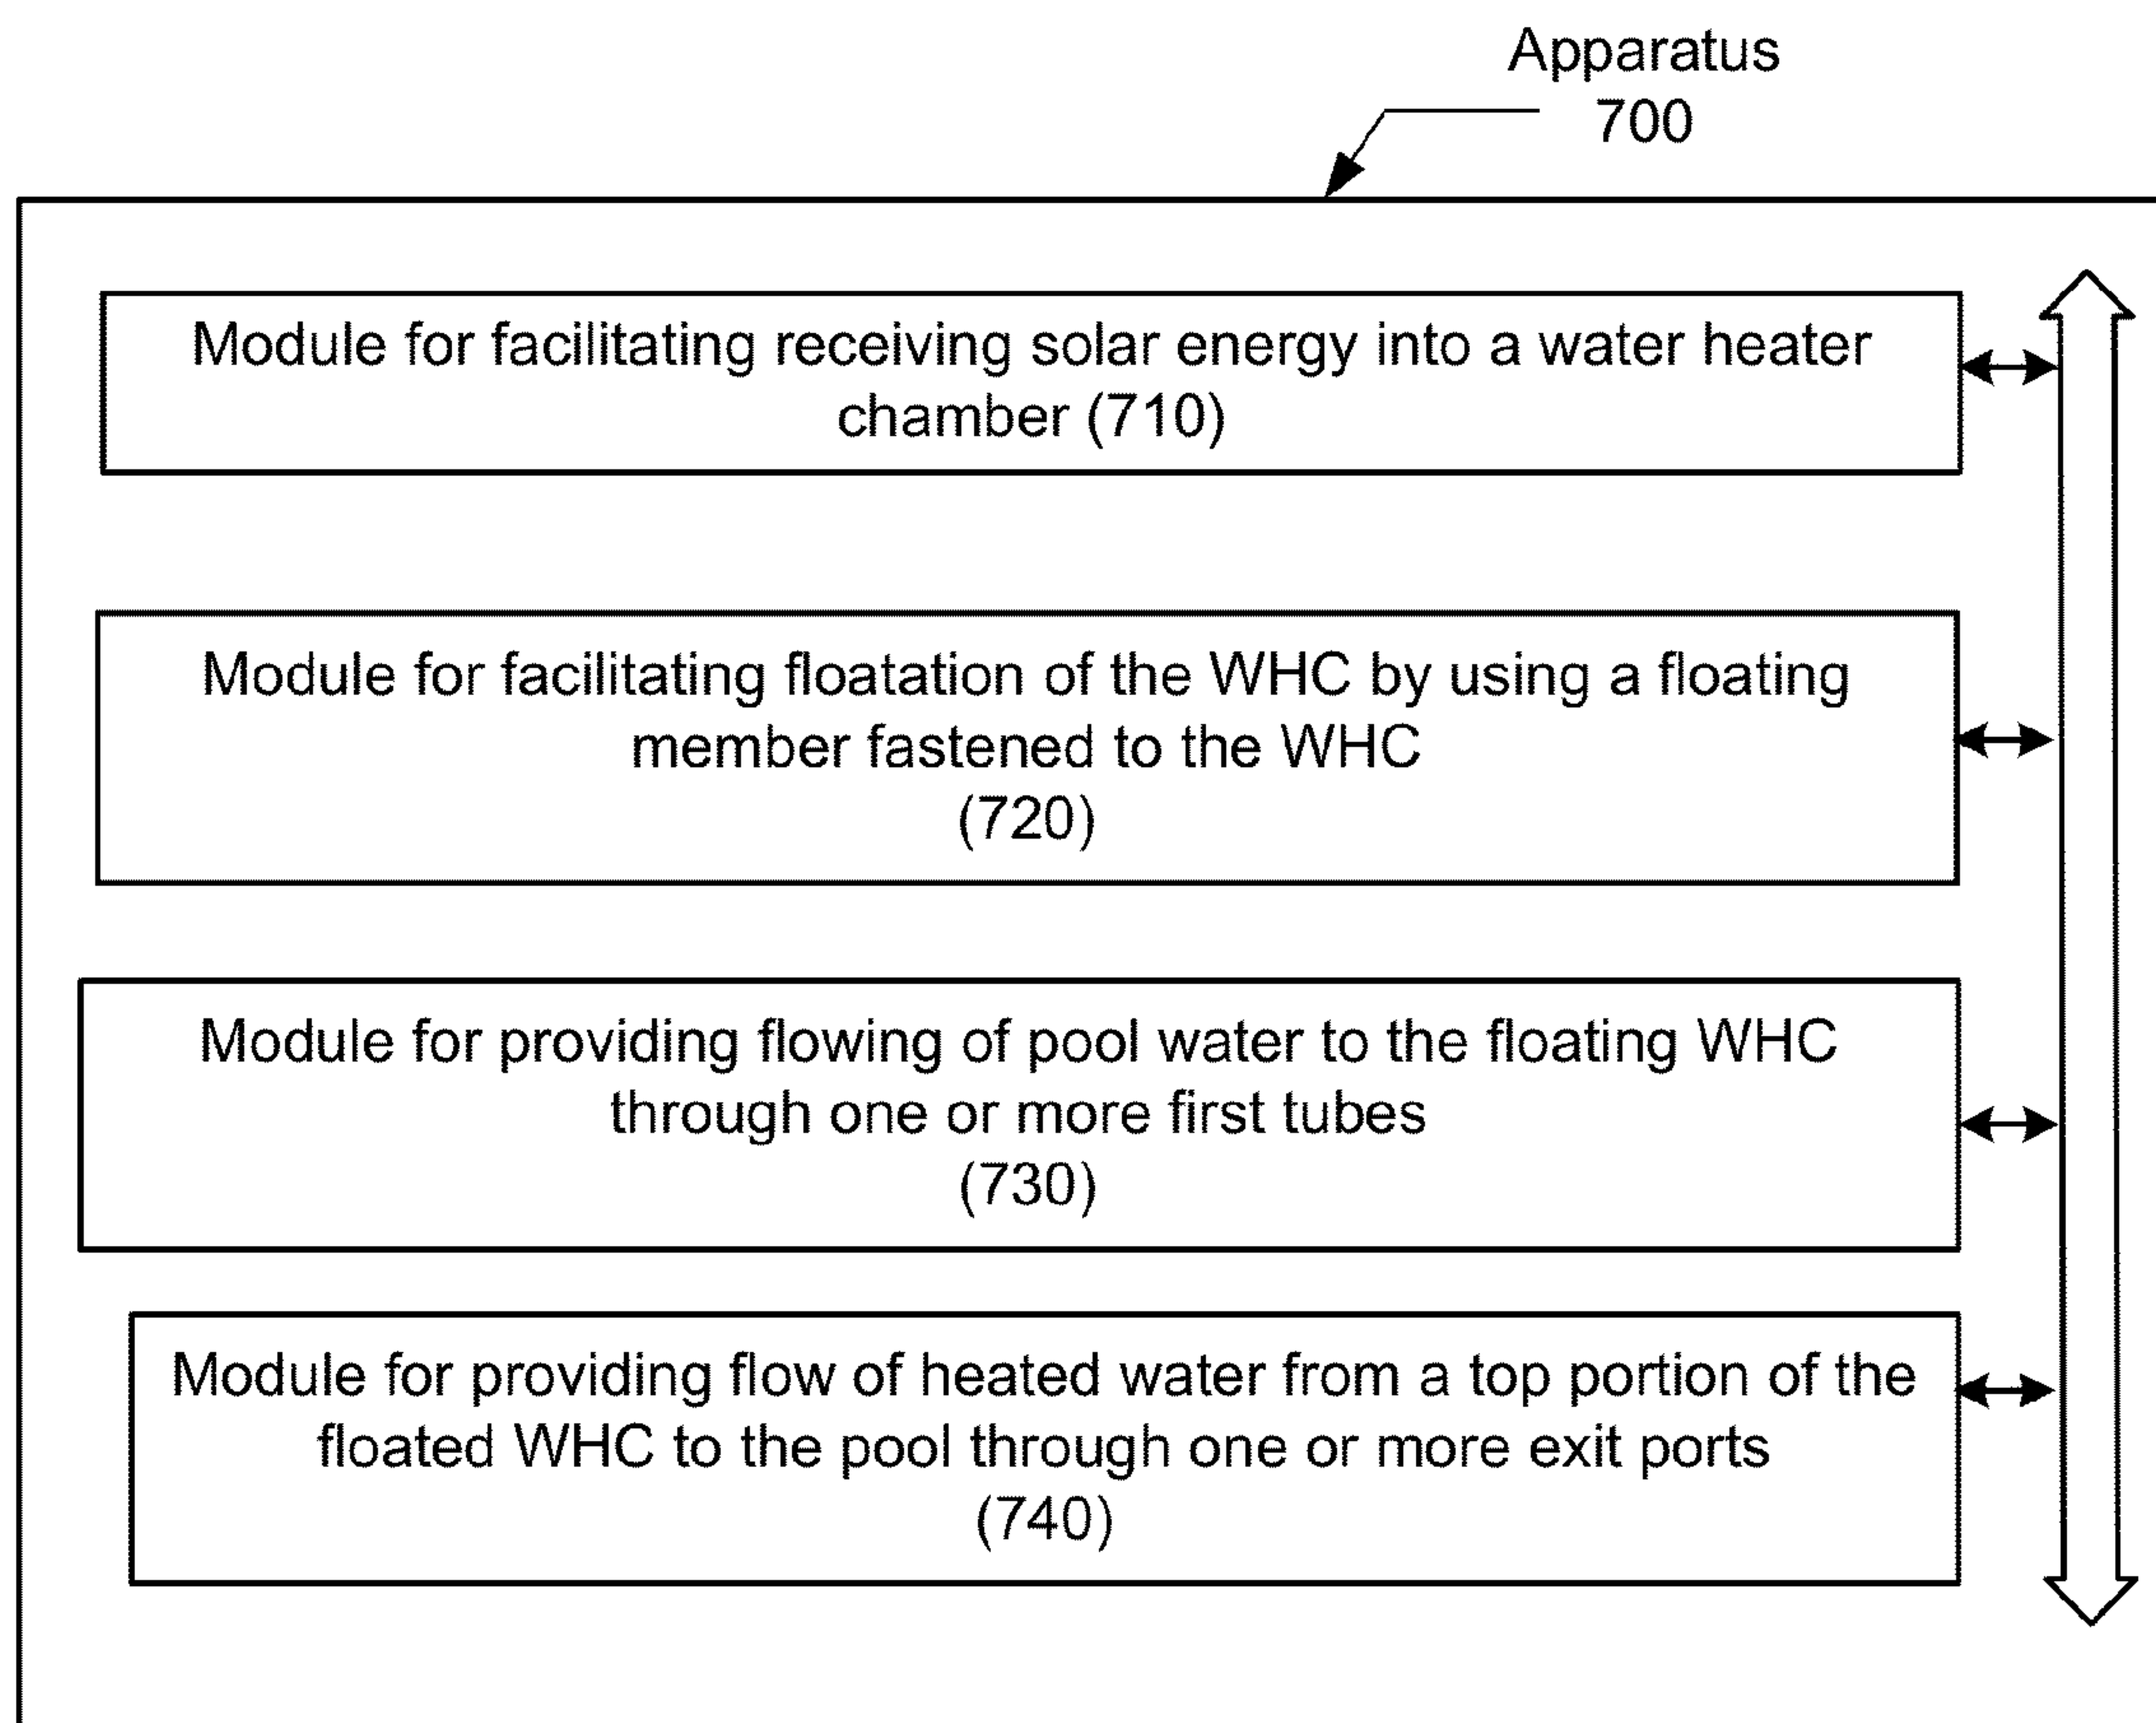 Apparatus
700
Module for facilitating receiving solar energy into a water heater
chamber (710)
Module for facilitating floatation of the WHC by using a floating
member fastened to the WHC
(720)
Module for providing flowing of pool water to the floating WHC
through one or more first tubes
(730)
Module for providing flow of heated water from a top portion of the
floated WHC to the pool through one or more exit ports
(740)